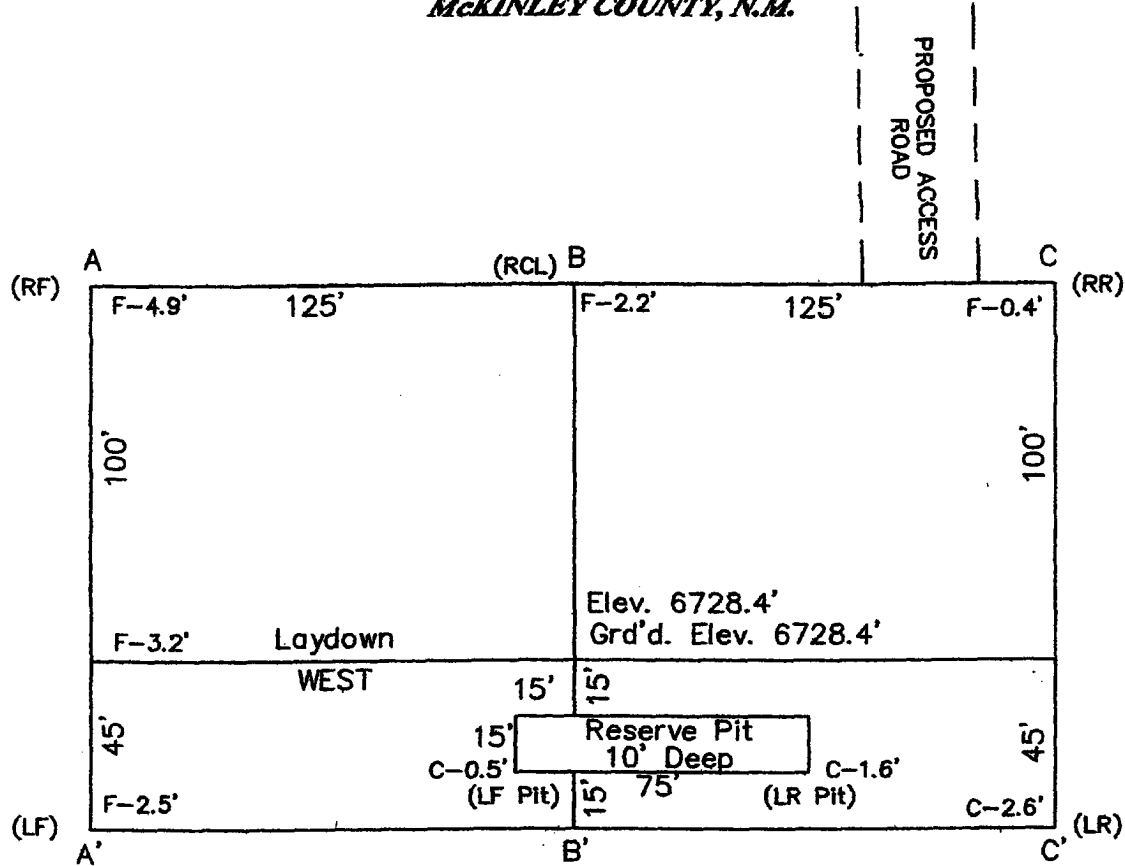 McKINLEY COUNTY, N.M.
PROPOSED ACCESS
ROAD
A
(RCL) B
C
(RF)
(RR)
F-4.9'
125'
F-2.2'
125'
F-0.4'
100'
100'
Elev. 6728.4'
Grd'd. Elev. 6728.4'
F-3.2'
Laydown
WEST
15'
15'
45'
15'
Reserve Pit
10' Deep
45'
C-0.5'
75'
C-1.6'
(LF Pit)
15'
(LR Pit)
F-2.5'
C-2.6'
(LF)
(LR)
A'
B'
C'